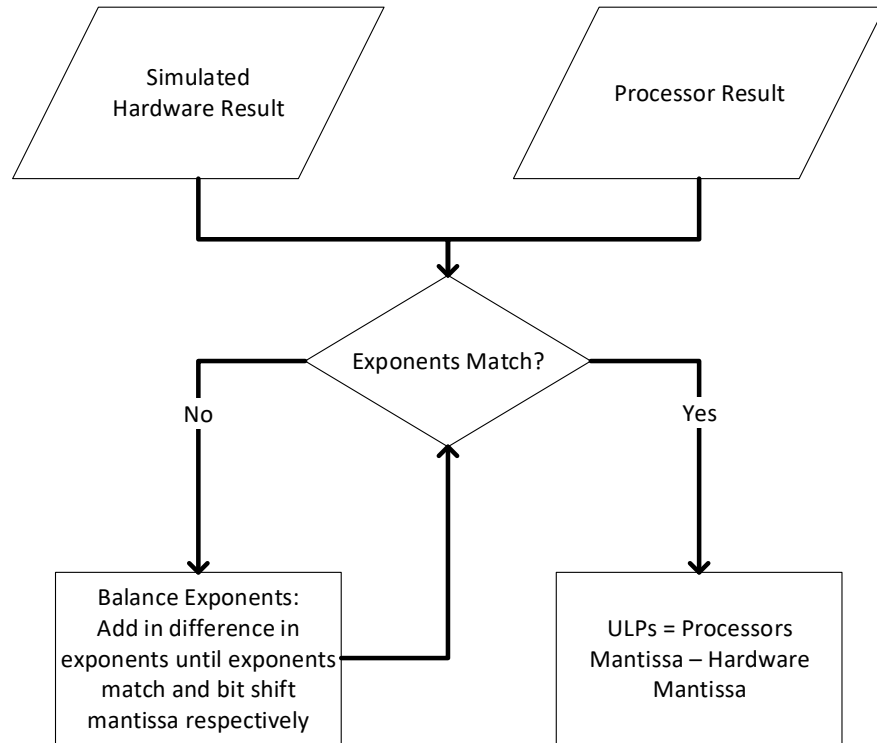 Simulated
Hardware Result
Processor Result
Exponents Match?
No
Yes
Balance Exponents:
Add in difference in
exponents until exponents
match and bit shift
mantissa respectively
ULPs = Processors
Mantissa – Hardware
Mantissa